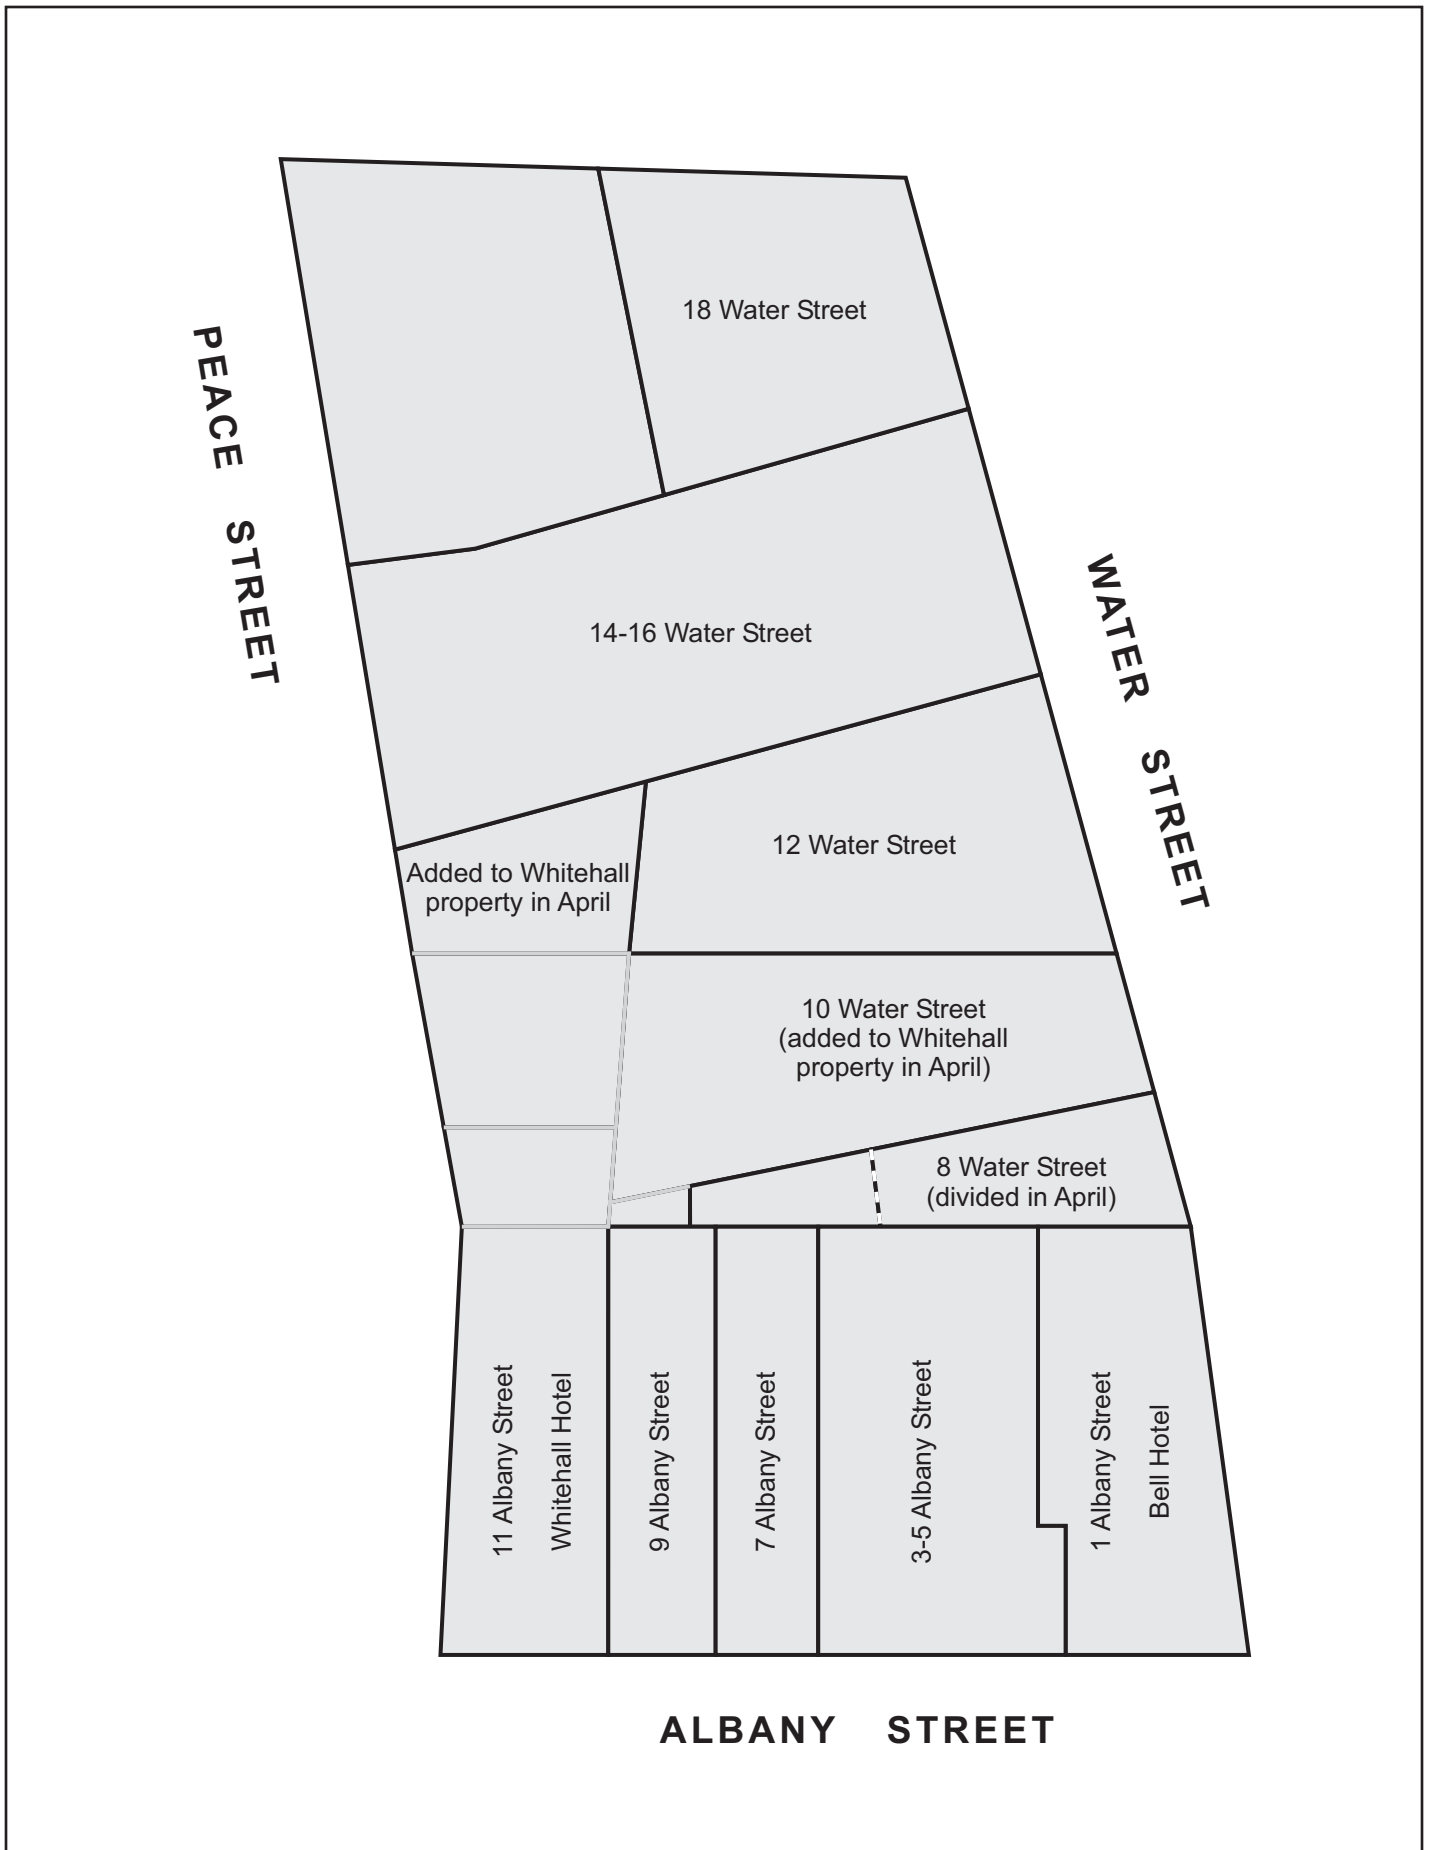 18 Water Street
PEACE STREET
14-16 Water Street
WATER STREET
12 Water Street
Added to Whitehall
property in April
10 Water Street
(added to Whitehall
property in April)
8 Water Street
(divided in April)
11 Albany Street
Whitehall Hotel
9 Albany Street
7 Albany Street
3-5 Albany Street
1 Albany Street
Bell Hotel
ALBANY STREET